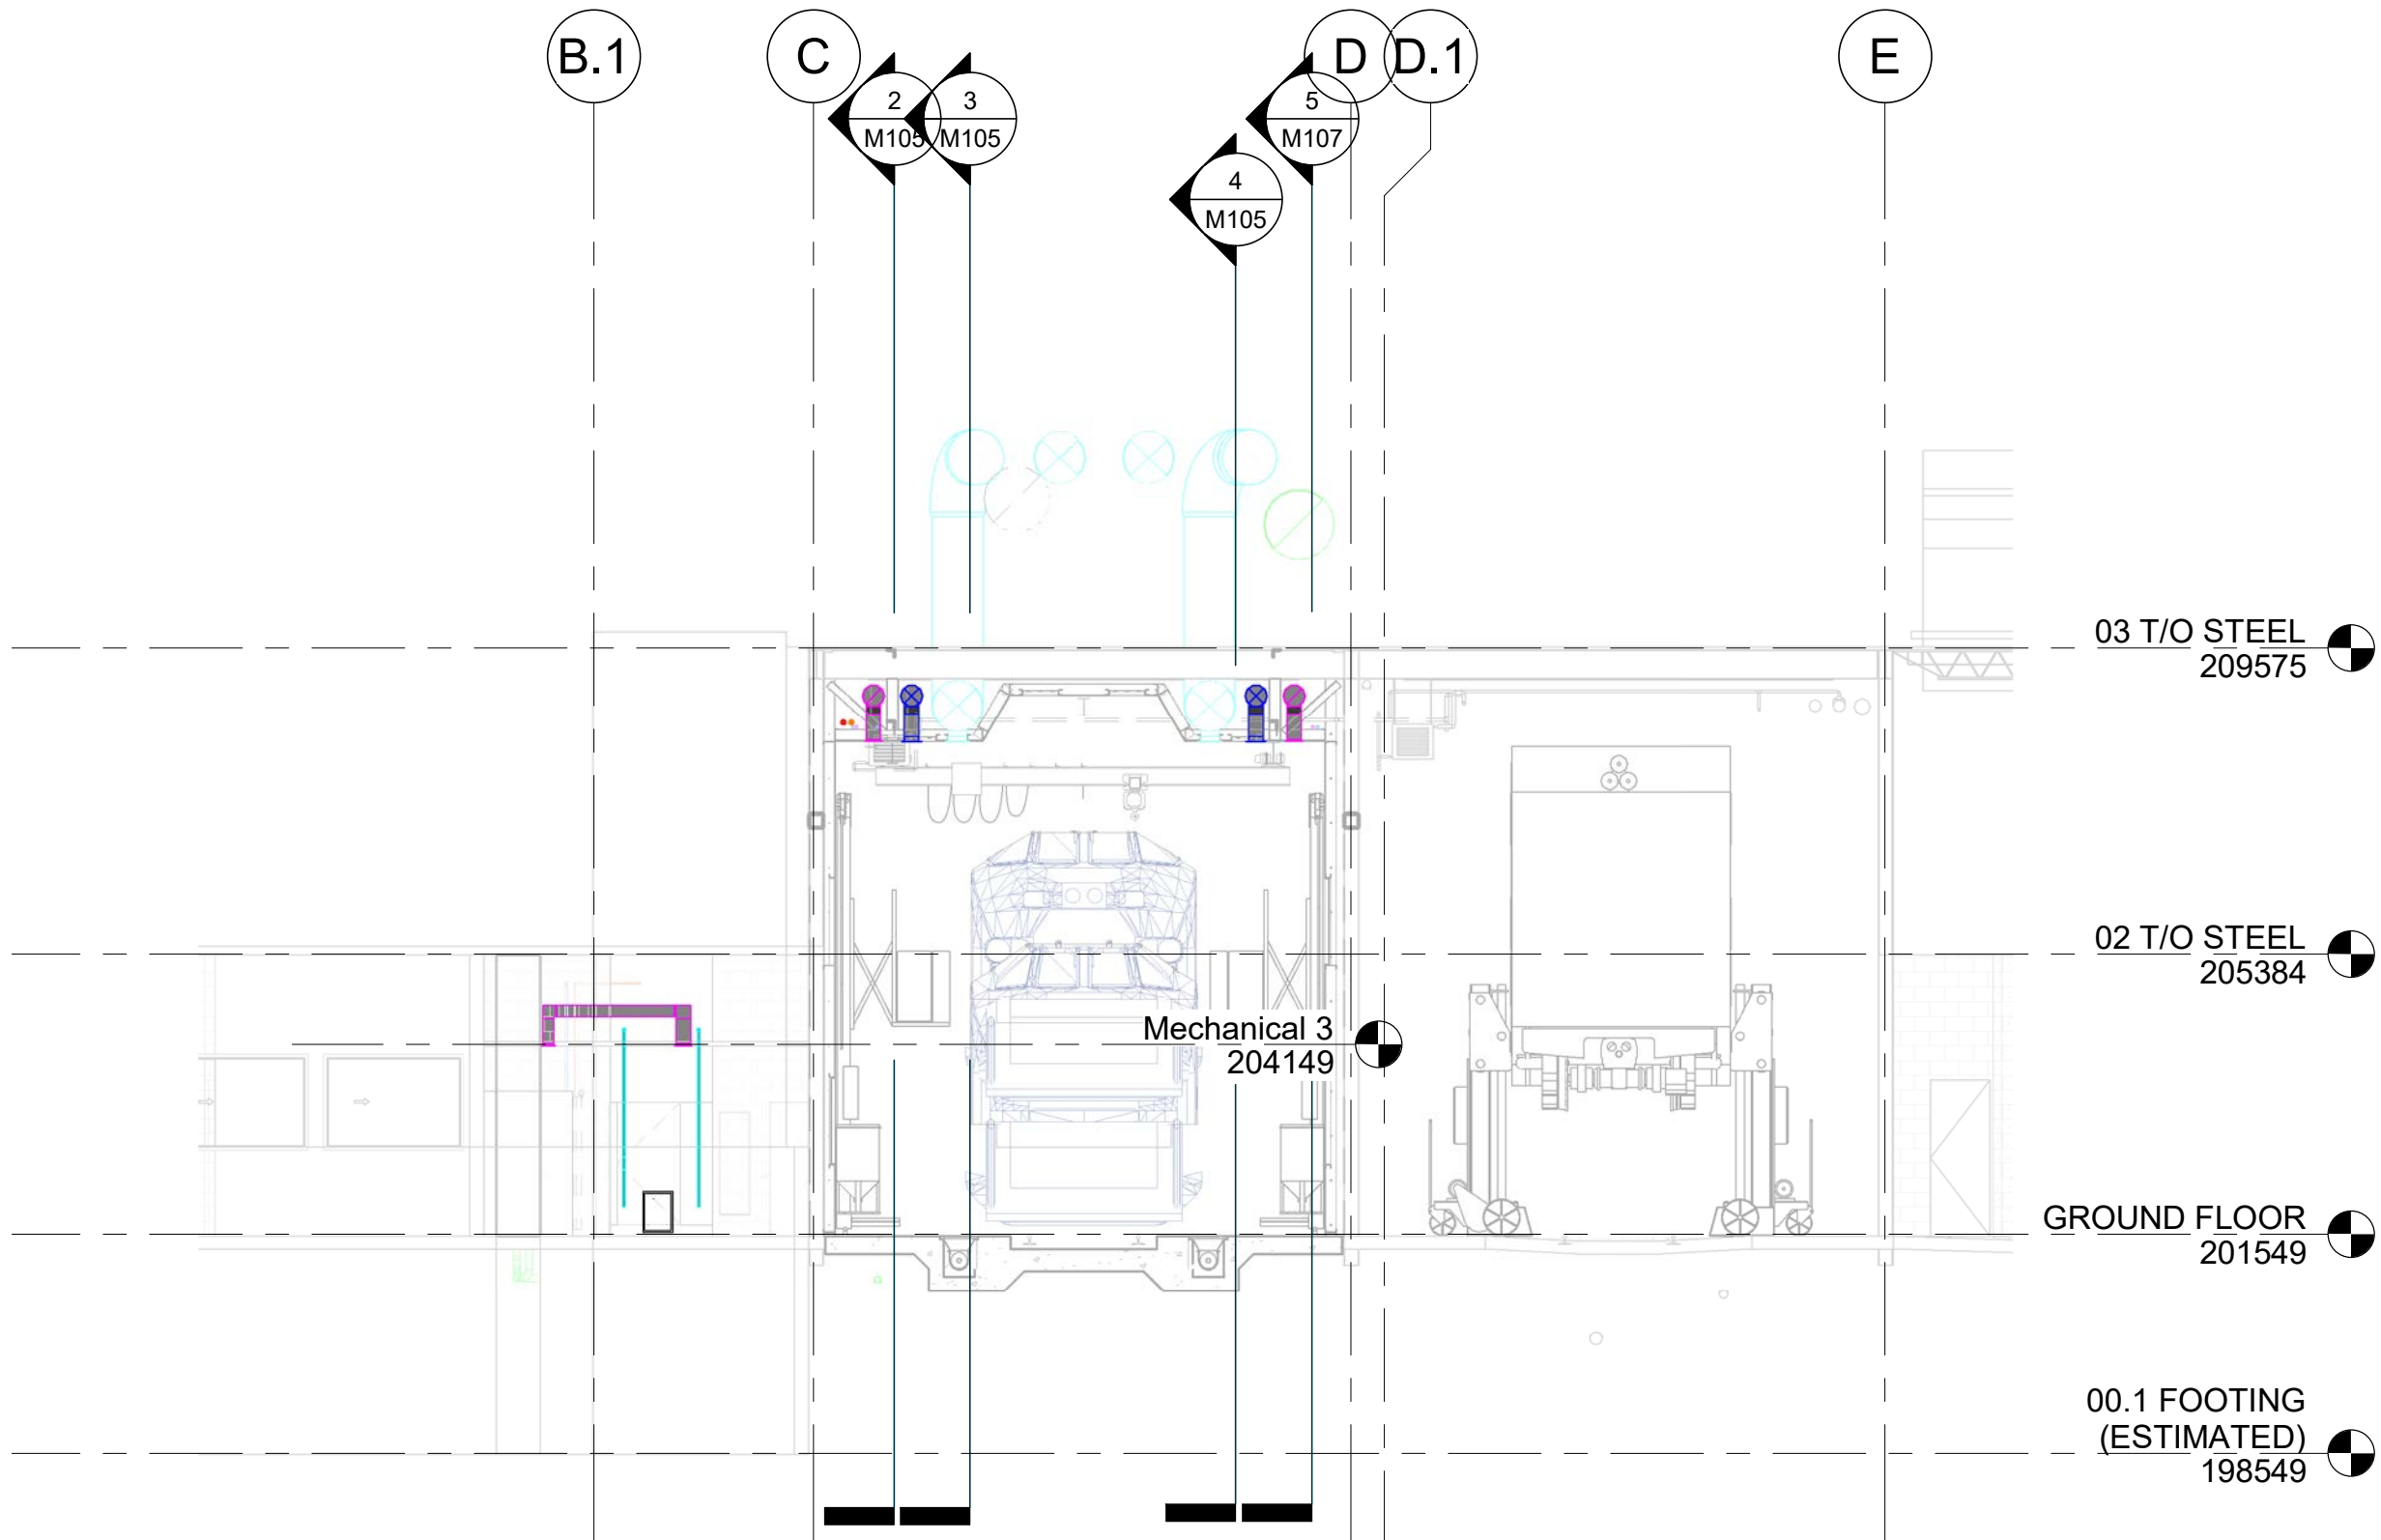 B.1
C
D
D.1
E
2
M105
3
M105
5
M107
4
M105
03 T/O STEEL
209575
02 T/O STEEL
205384
Mechanical 3
204149
GROUND FLOOR
201549
00.1 FOOTING
(ESTIMATED)
198549